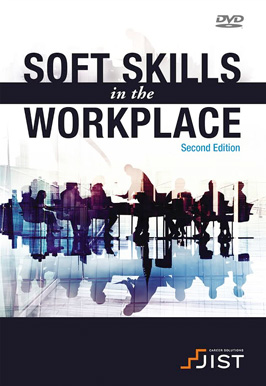 DVD
SOFT SKILLS
in the
WORKPLACE
Second Edition
CAREER SOLUTIONS
JIST